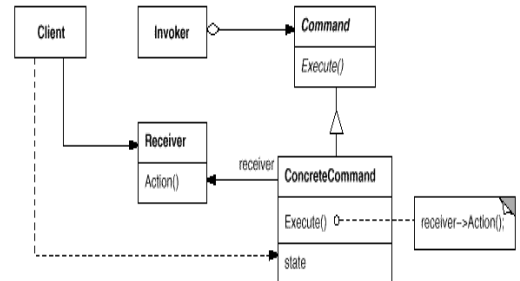 Client
Invoker
Command
Execute()
Receiver
Action()
receiver
ConcreteCommand
Execute()
receiver->Action();
state